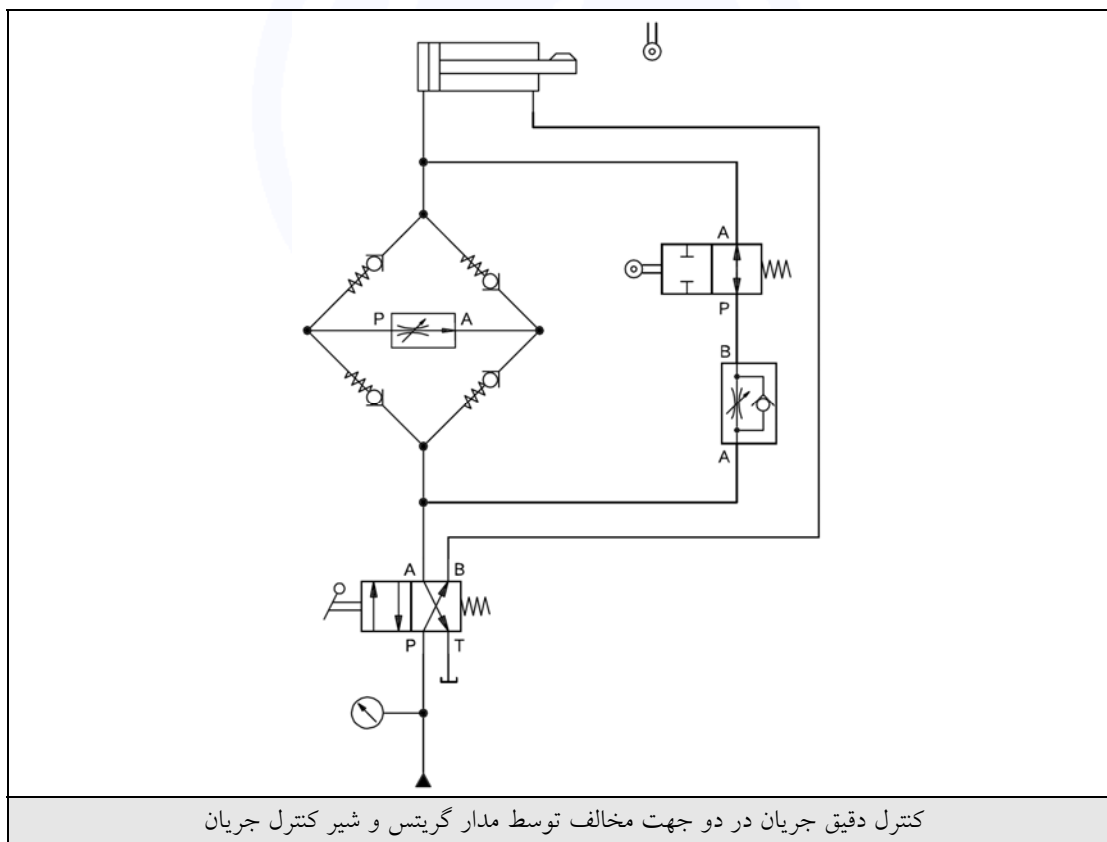 A
P A
P
B
A
A B
P T
کنترل دقیق جریان در دو جهت مخالف توسط مدار گریتس و شیر کنترل جریان